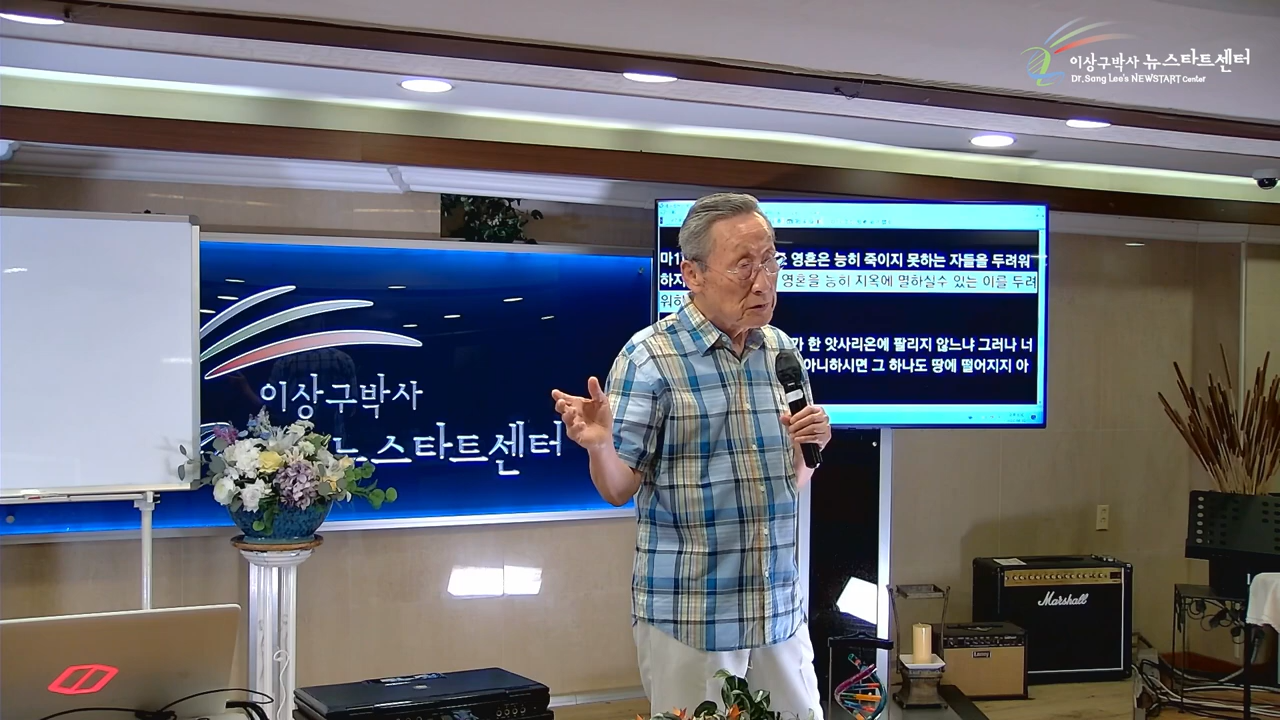 이상구박사 뉴스타트센터
Dr. Sang Lee's NEWSTART Center
마1 영혼은 능히 죽이지 못하는 자들을 두려워
하지 영혼을 능히 지옥에 멸하실수 있는 이를 두려
워하
가 한 앗사리온에 팔리지 않느냐 그러나 너
아니하시면 그 하나도 땅에 떨어지지 아
이상구박사
뉴스타트센터
Marshall
Laney